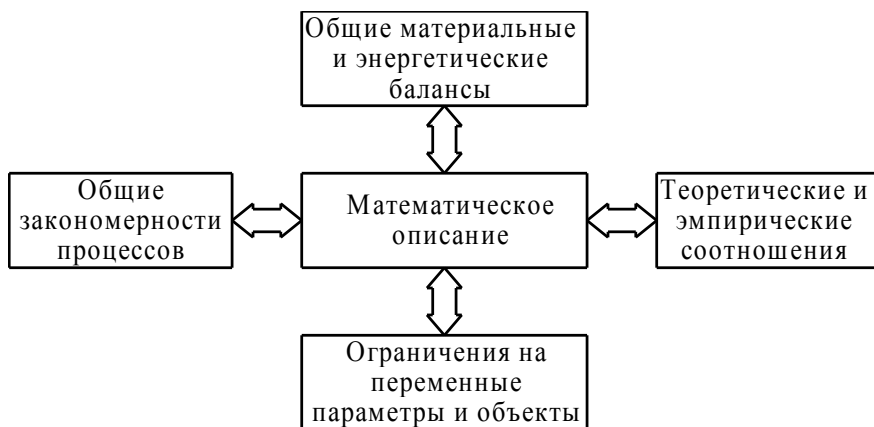 Общие материальные
и энергетические
балансы
Общие
закономерности
процессов
Математическое
описание
Теоретические и
эмпирические
соотношения
Ограничения на
переменные
параметры и объекты